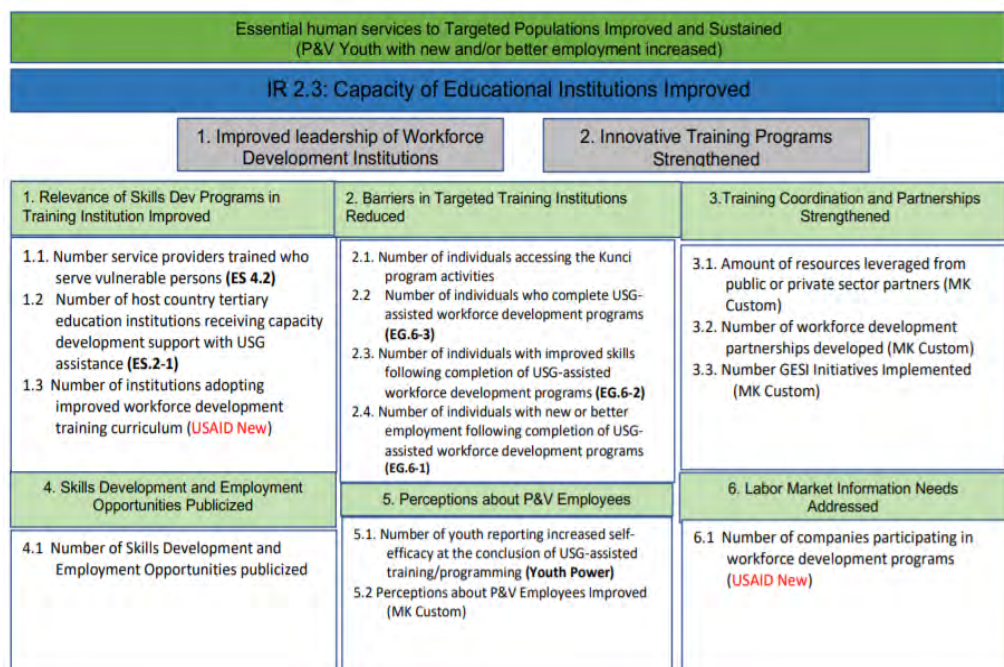 Essential human services to Targeted Populations Improved and Sustained
(P&V Youth with new and/or better employment increased)
IR 2.3: Capacity of Educational Institutions Improved
1. Improved leadership of Workforce
Development Institutions
2. Innovative Training Programs
Strengthened
1. Relevance of Skills Dev Programs in
Training Institution Improved
1.1. Number service providers trained who
serve vulnerable persons (ES 4.2)
1.2 Number of host country tertiary
education institutions receiving capacity
development support with USG
assistance (ES.2-1)
1.3 Number of institutions adopting
improved workforce development
training curriculum (USAID New)
2. Barriers in Targeted Training Institutions
Reduced
2.1. Number of individuals accessing the Kunci
program activities
2.2 Number of individuals who complete USG-
assisted workforce development programs
(EG.6-3)
2.3. Number of individuals with improved skills
following completion of USG-assisted
workforce development programs (EG.6-2)
2.4. Number of individuals with new or better
employment following completion of USG-
assisted workforce development programs
(EG.6-1)
3.Training Coordination and Partnerships
Strengthened
3.1. Amount of resources leveraged from
public or private sector partners (MK
Custom)
3.2. Number of workforce development
partnerships developed (MK Custom)
3.3. Number GESI Initiatives Implemented
(MK Custom)
4. Skills Development and Employment
Opportunities Publicized
4.1 Number of Skills Development and
Employment Opportunities publicized
5. Perceptions about P&V Employees
5.1. Number of youth reporting increased self-
efficacy at the conclusion of USG-assisted
training/programming (Youth Power)
5.2 Perceptions about P&V Employees Improved
(MK Custom)
6. Labor Market Information Needs
Addressed
6.1 Number of companies participating in
workforce development programs
(USAID New)